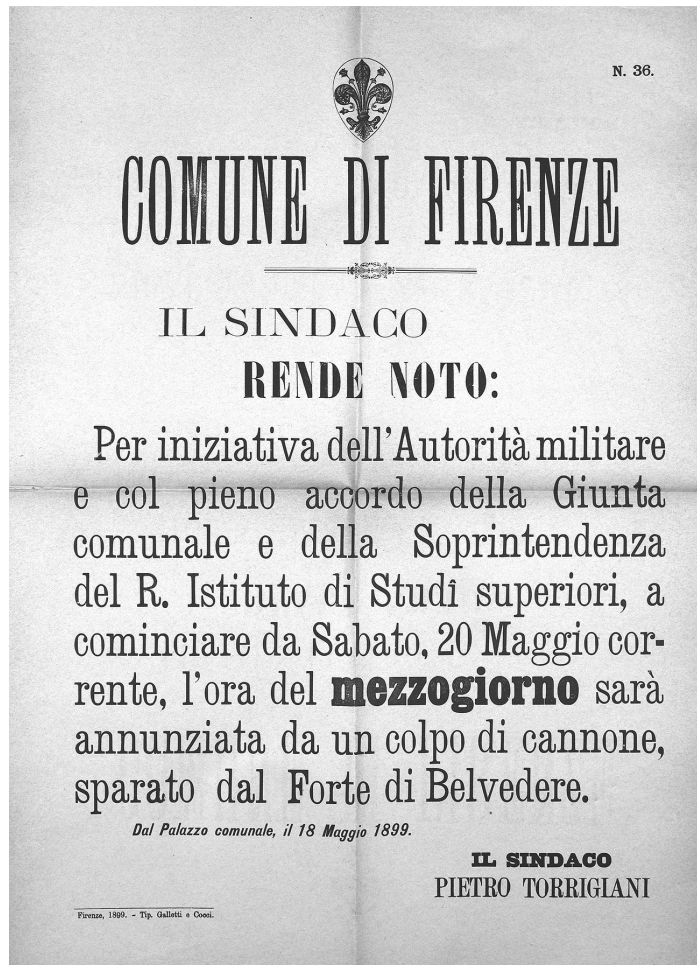 N. 36.
COMUNE DI FIRENZE
IL SINDACO
RENDE NOTO:
Per iniziativa dell'Autorità militare
e col pieno accordo della Giunta
comunale e della Soprintendenza
del R. Istituto di Studî superiori, a
cominciare da Sabato, 20 Maggio cor-
rente, l'ora del mezzogiorno sarà
annunziata da un colpo di cannone,
sparato dal Forte di Belvedere.
Dal Palazzo comunale, il 18 Maggio 1899.
IL SINDACO
PIETRO TORRIGIANI
Firenze, 1899. - Tip. Galletti e Cocci.